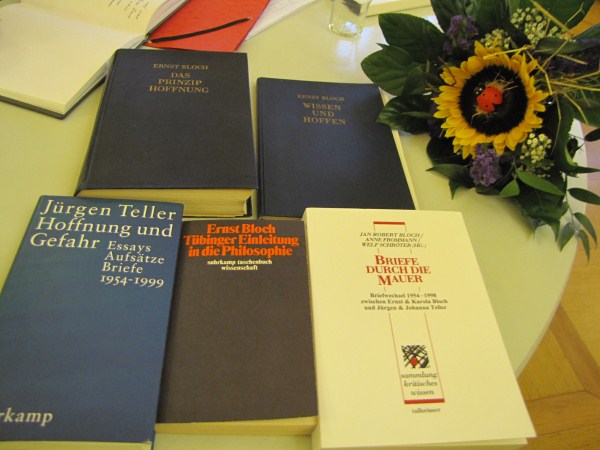 ERNST BLOCH
DAS
PRINZIP
HOFFNUNG
ERNST BLOCH
WISSEN
UND
HOFFEN
Jürgen Teller
Hoffnung und
Gefahr
Essays
Aufsätze
Briefe
1954-1999
Ernst Bloch
Tübinger Einleitung
in die Philosophie
suhrkamp taschenbuch
wissenschaft
JAN ROBERT BLOCH/
ANNE FROMMANN/
WELF SCHRÖTER (HG.)
BRIEFE
DURCH DIE
MAUER
Briefwechsel 1954-1998
zwischen Ernst & Karola Bloch
und Jürgen & Johanna Teller
sammlung
kritisches
wissen
talheimer